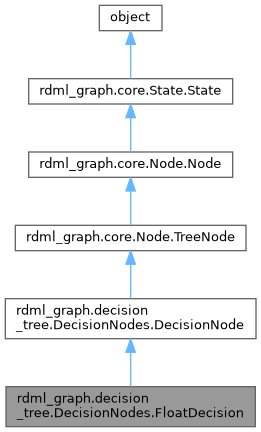 object
rdml_graph.core.State.State
rdml_graph.core.Node.Node
rdml_graph.core.Node.TreeNode
rdml_graph.decision
_tree.DecisionNodes.DecisionNode
rdml_graph.decision
_tree.DecisionNodes.FloatDecision